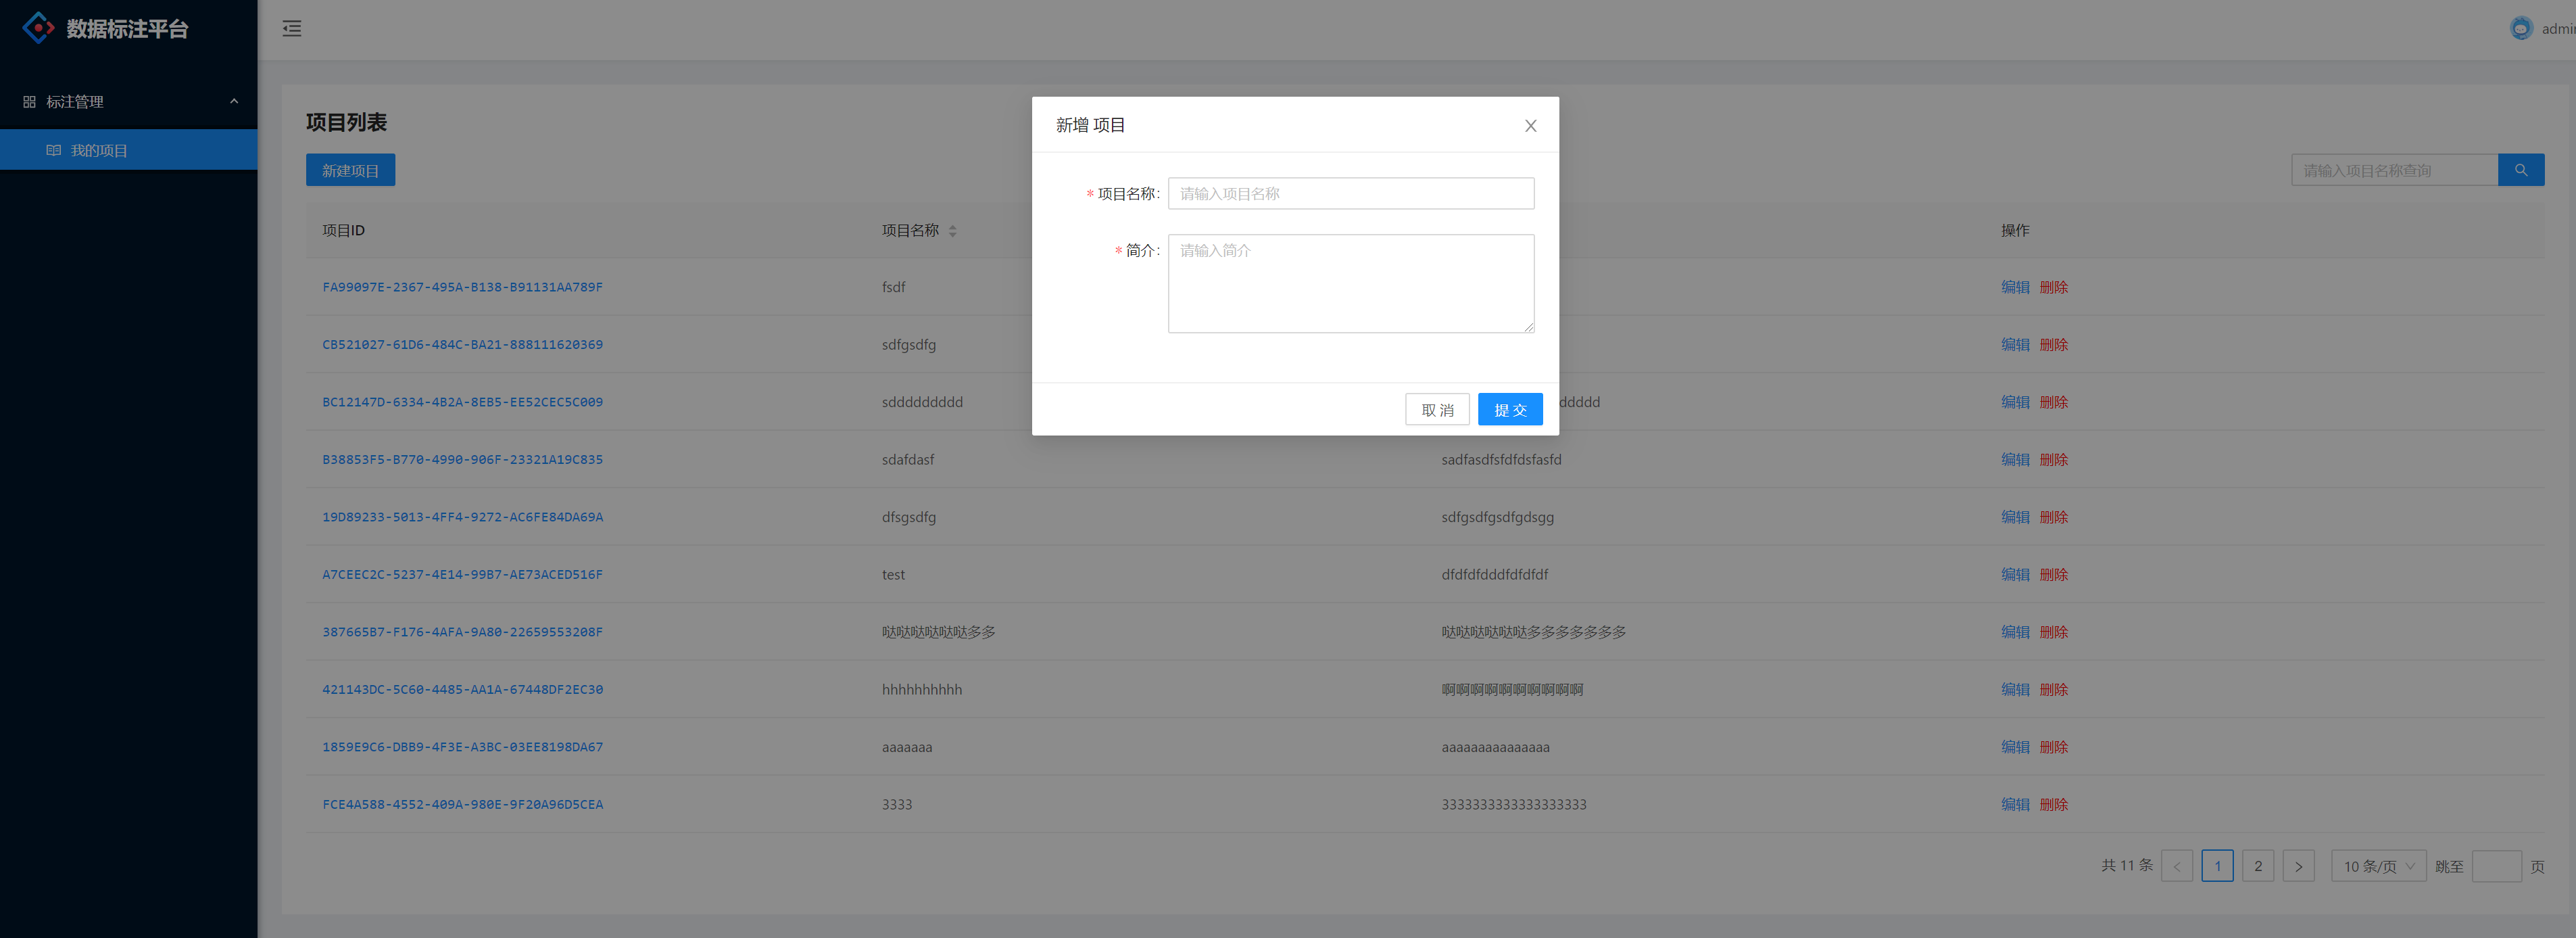 数据标注平台
admin
标注管理
我的项目
项目列表
新建项目
请输入项目名称查询
项目ID 项目名称 操作
FA99097E-2367-495A-B138-B91131AA789F fsdf 编辑 删除
CB521027-61D6-484C-BA21-888111620369 sdfgsdfg 编辑 删除
BC12147D-6334-4B2A-8EB5-EE52CEC5C009 sddddddddd ddddd 编辑 删除
B38853F5-B770-4990-906F-23321A19C835 sdafdasf sadfasdfsfdfdsfasfd 编辑 删除
19D89233-5013-4FF4-9272-AC6FE84DA69A dfsgsdfg sdfgsdfgsdfgdsgg 编辑 删除
A7CEEC2C-5237-4E14-99B7-AE73ACED516F test dfdfdfdddfdfdfdf 编辑 删除
387665B7-F176-4AFA-9A80-22659553208F 哒哒哒哒哒哒多多 哒哒哒哒哒哒多多多多多多多 编辑 删除
421143DC-5C60-4485-AA1A-67448DF2EC30 hhhhhhhhhh 啊啊啊啊啊啊啊啊啊啊 编辑 删除
1859E9C6-DBB9-4F3E-A3BC-03EE8198DA67 aaaaaaa aaaaaaaaaaaaaaa 编辑 删除
FCE4A588-4552-409A-980E-9F20A96D5CEA 3333 3333333333333333333 编辑 删除
共 11 条 < 1 2 > 10 条/页 跳至 页
新增 项目
* 项目名称: 请输入项目名称
* 简介: 请输入简介
取 消 提 交